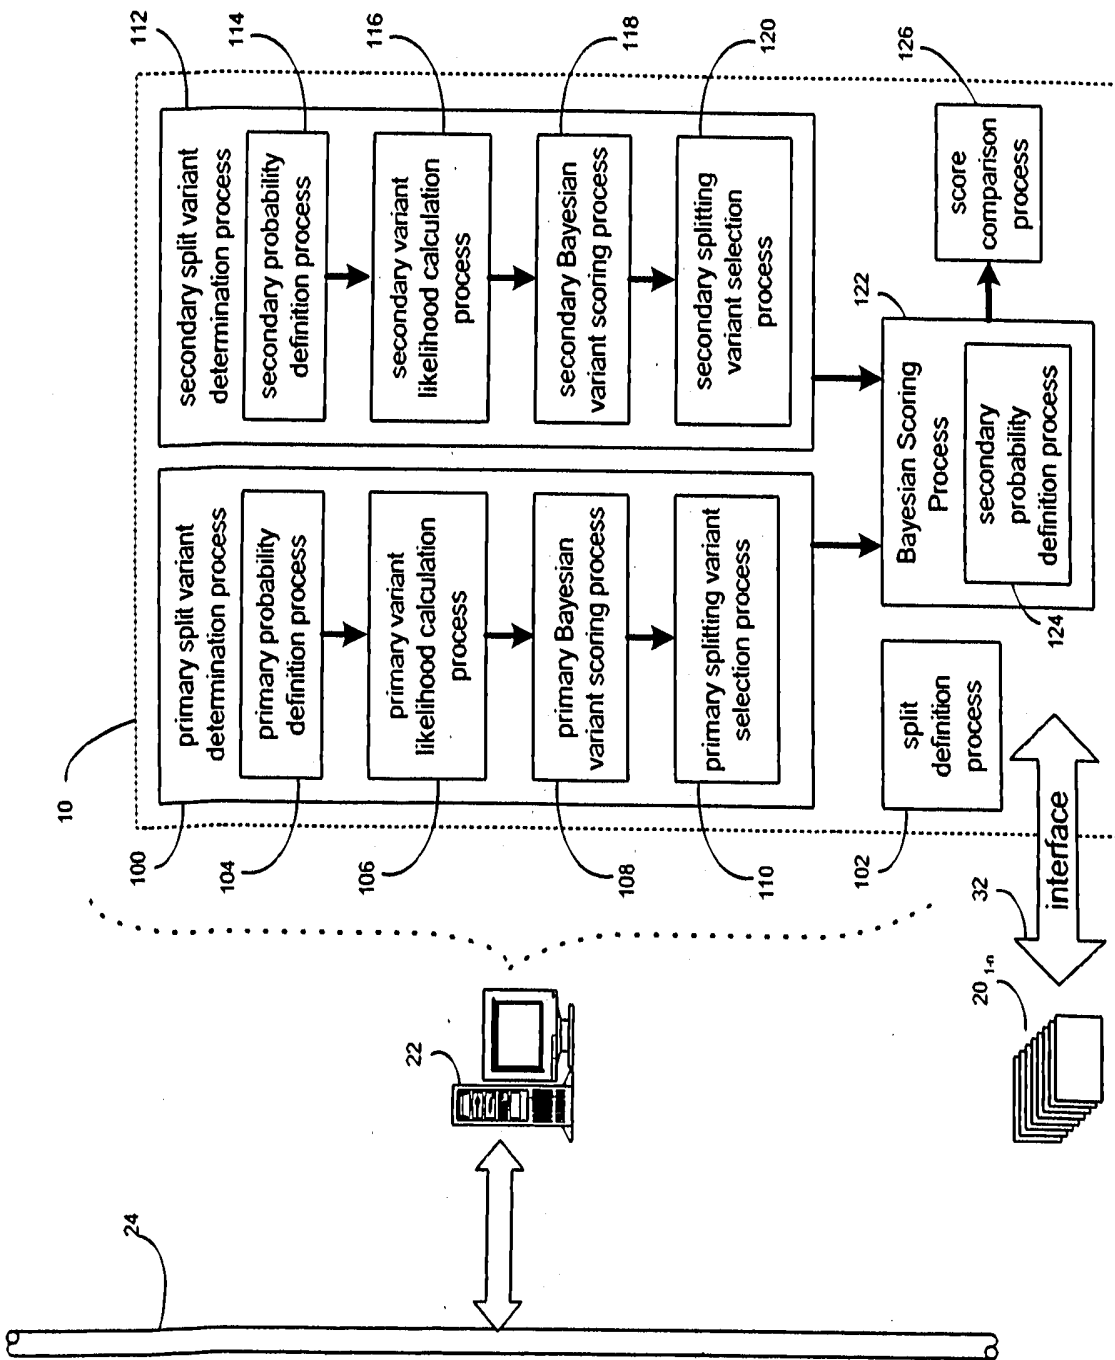 24
22
10
100
primary split variant
determination process
104
primary probability
definition process
106
primary variant
likelihood calculation
process
108
primary Bayesian
variant scoring process
110
primary splitting variant
selection process
112
secondary split variant
determination process
114
secondary probability
definition process
116
secondary variant
likelihood calculation
process
118
secondary Bayesian
variant scoring process
120
secondary splitting
variant selection
process
102
split
definition
process
122
Bayesian Scoring
Process
124
secondary
probability
definition process
126
score
comparison
process
32
interface
20 1-n